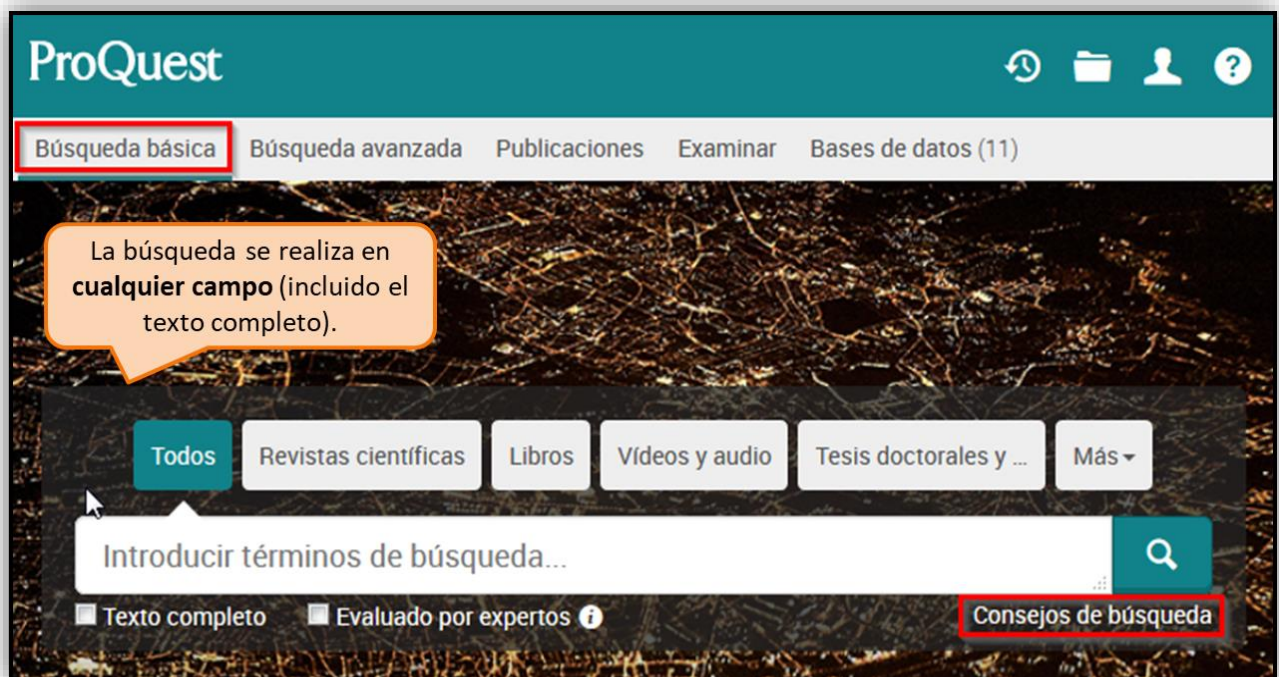 ProQuest
Búsqueda básica Búsqueda avanzada Publicaciones Examinar Bases de datos (11)
La búsqueda se realiza en
cualquier campo (incluido el
texto completo).
Todos Revistas científicas Libros Vídeos y audio Tesis doctorales y ... Más
Introducir términos de búsqueda...
Texto completo Evaluado por expertos
Consejos de búsqueda